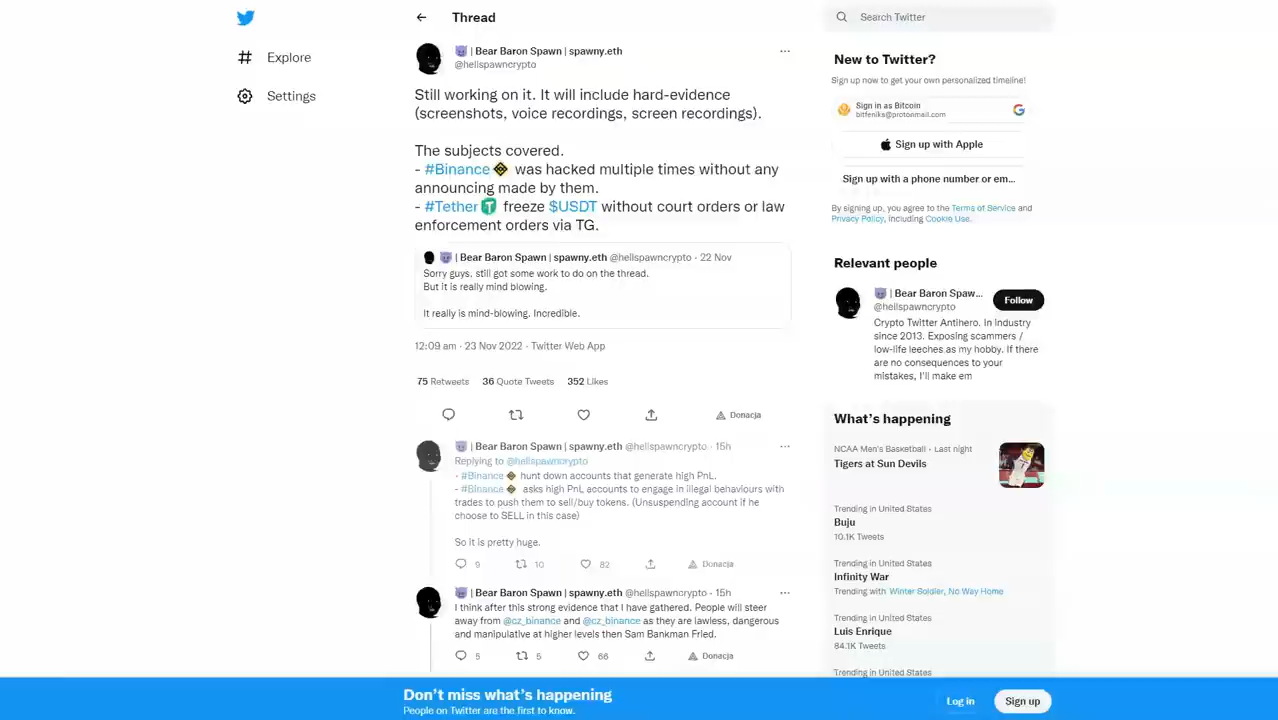 Thread
Explore
Settings
| Bear Baron Spawn | spawny.eth
@hellspawncrypto
Still working on it. It will include hard-evidence
(screenshots, voice recordings, screen recordings).
The subjects covered.
- #Binance was hacked multiple times without any
announcing made by them.
- #Tether freeze $USDT without court orders or law
enforcement orders via TG.
| Bear Baron Spawn | spawny.eth @hellspawncrypto · 22 Nov
Sorry guys. still got some work to do on the thread.
But it is really mind blowing.
It really is mind-blowing. Incredible.
12:09 am · 23 Nov 2022 · Twitter Web App
75 Retweets 36 Quote Tweets 352 Likes
Donacja
| Bear Baron Spawn | spawny.eth @hellspawncrypto · 15h
Replying to @hellspawncrypto
- #Binance hunt down accounts that generate high PnL.
- #Binance asks high PnL accounts to engage in illegal behaviours with
trades to push them to sell/buy tokens. (Unsuspending account if he
choose to SELL in this case)
So it is pretty huge.
9 10 82 Donacja
| Bear Baron Spawn | spawny.eth @hellspawncrypto · 15h
I think after this strong evidence that I have gathered. People will steer
away from @cz_binance and @cz_binance as they are lawless, dangerous
and manipulative at higher levels then Sam Bankman Fried.
5 5 66 Donacja
Search Twitter
New to Twitter?
Sign up now to get your own personalized timeline!
Sign in as Bitcoin
bitfeniks@protonmail.com
Sign up with Apple
Sign up with a phone number or em...
By signing up, you agree to the Terms of Service and
Privacy Policy, including Cookie Use.
Relevant people
| Bear Baron Spaw...
@hellspawncrypto
Follow
Crypto Twitter Antihero. In Industry
since 2013. Exposing scammers /
low-life leeches as my hobby. If there
are no consequences to your
mistakes, I'll make em
What's happening
NCAA Men's Basketball · Last night
Tigers at Sun Devils
Trending in United States
Buju
10.1K Tweets
Trending in United States
Infinity War
Trending with Winter Soldier, No Way Home
Trending in United States
Luis Enrique
84.1K Tweets
Trending in United States
Don't miss what's happening
People on Twitter are the first to know.
Log in
Sign up